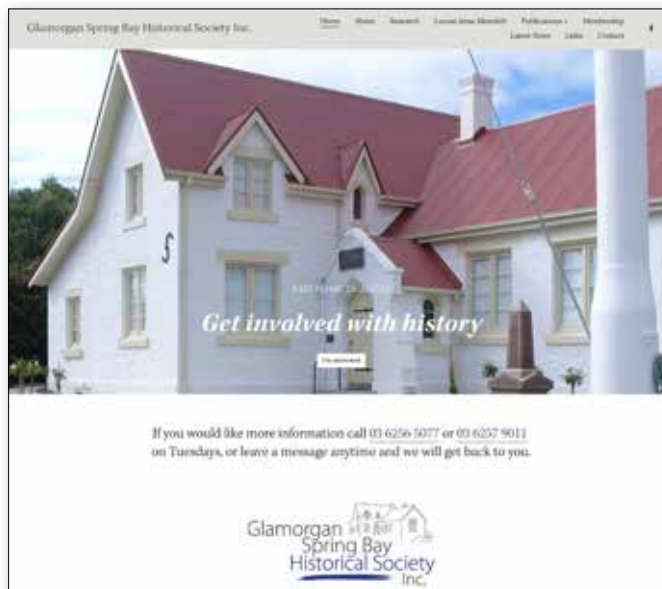 Glamorgan Spring Bay Historical Society Inc.
Home About Research Louisa Anne Meredith Publications Membership
Latest News Links Contact
Get involved with history
If you would like more information call 03 6256 5077 or 03 6257 9011
on Tuesdays, or leave a message anytime and we will get back to you.
Glamorgan
Spring Bay
Historical Society
Inc.